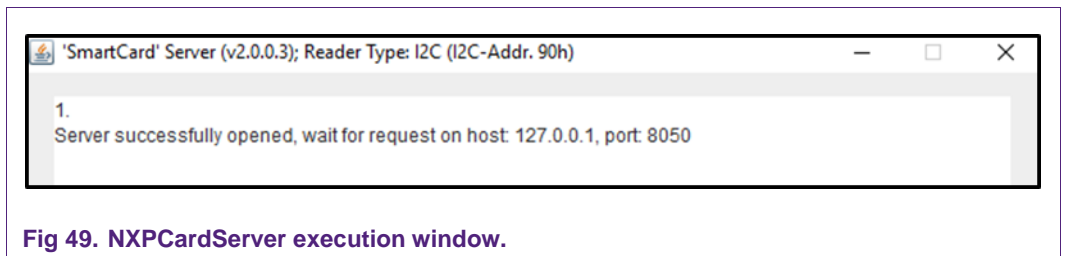 'SmartCard' Server (v2.0.0.3); Reader Type: I2C (I2C-Addr. 90h)
1.
Server successfully opened, wait for request on host: 127.0.0.1, port: 8050
Fig 49. NXPCardServer execution window.